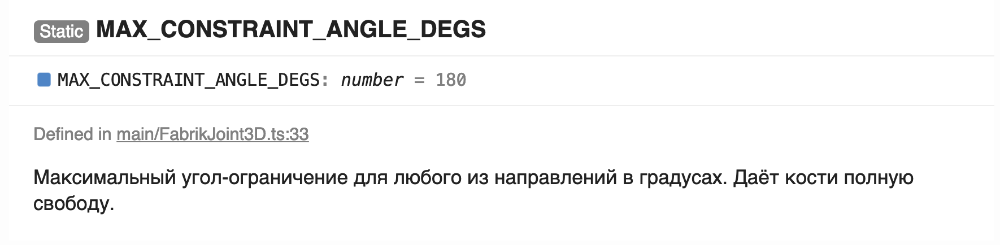 Static MAX_CONSTRAINT_ANGLE_DEGS
MAX_CONSTRAINT_ANGLE_DEGS: number = 180
Defined in main/FabrikJoint3D.ts:33
Максимальный угол-ограничение для любого из направлений в градусах. Даёт кости полную
свободу.